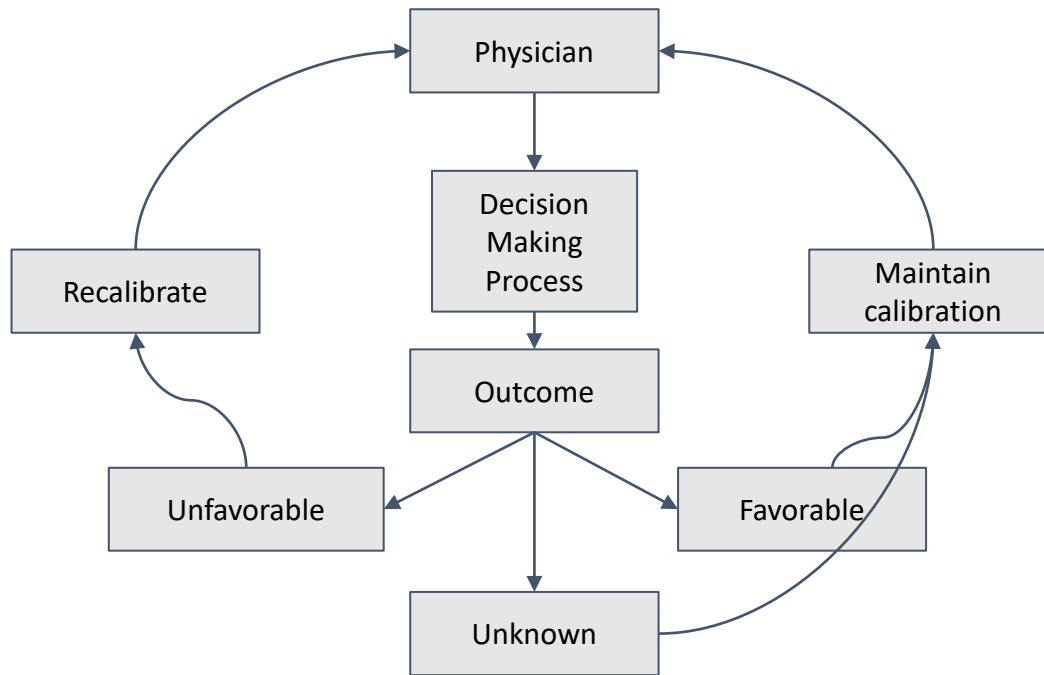 Physician
Decision
Making
Process
Recalibrate
Maintain
calibration
Outcome
Unfavorable
Favorable
Unknown